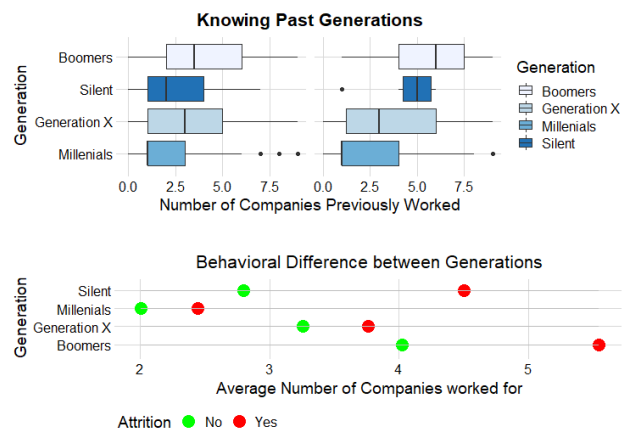 Knowing Past Generations
Generation
Boomers
Silent
Generation X
Millenials
0.0 2.5 5.0 7.5 0.0 2.5 5.0 7.5
Number of Companies Previously Worked
Generation
Boomers
Generation X
Millenials
Silent
Behavioral Difference between Generations
Generation
Silent
Millenials
Generation X
Boomers
2 3 4 5
Average Number of Companies worked for
Attrition No Yes